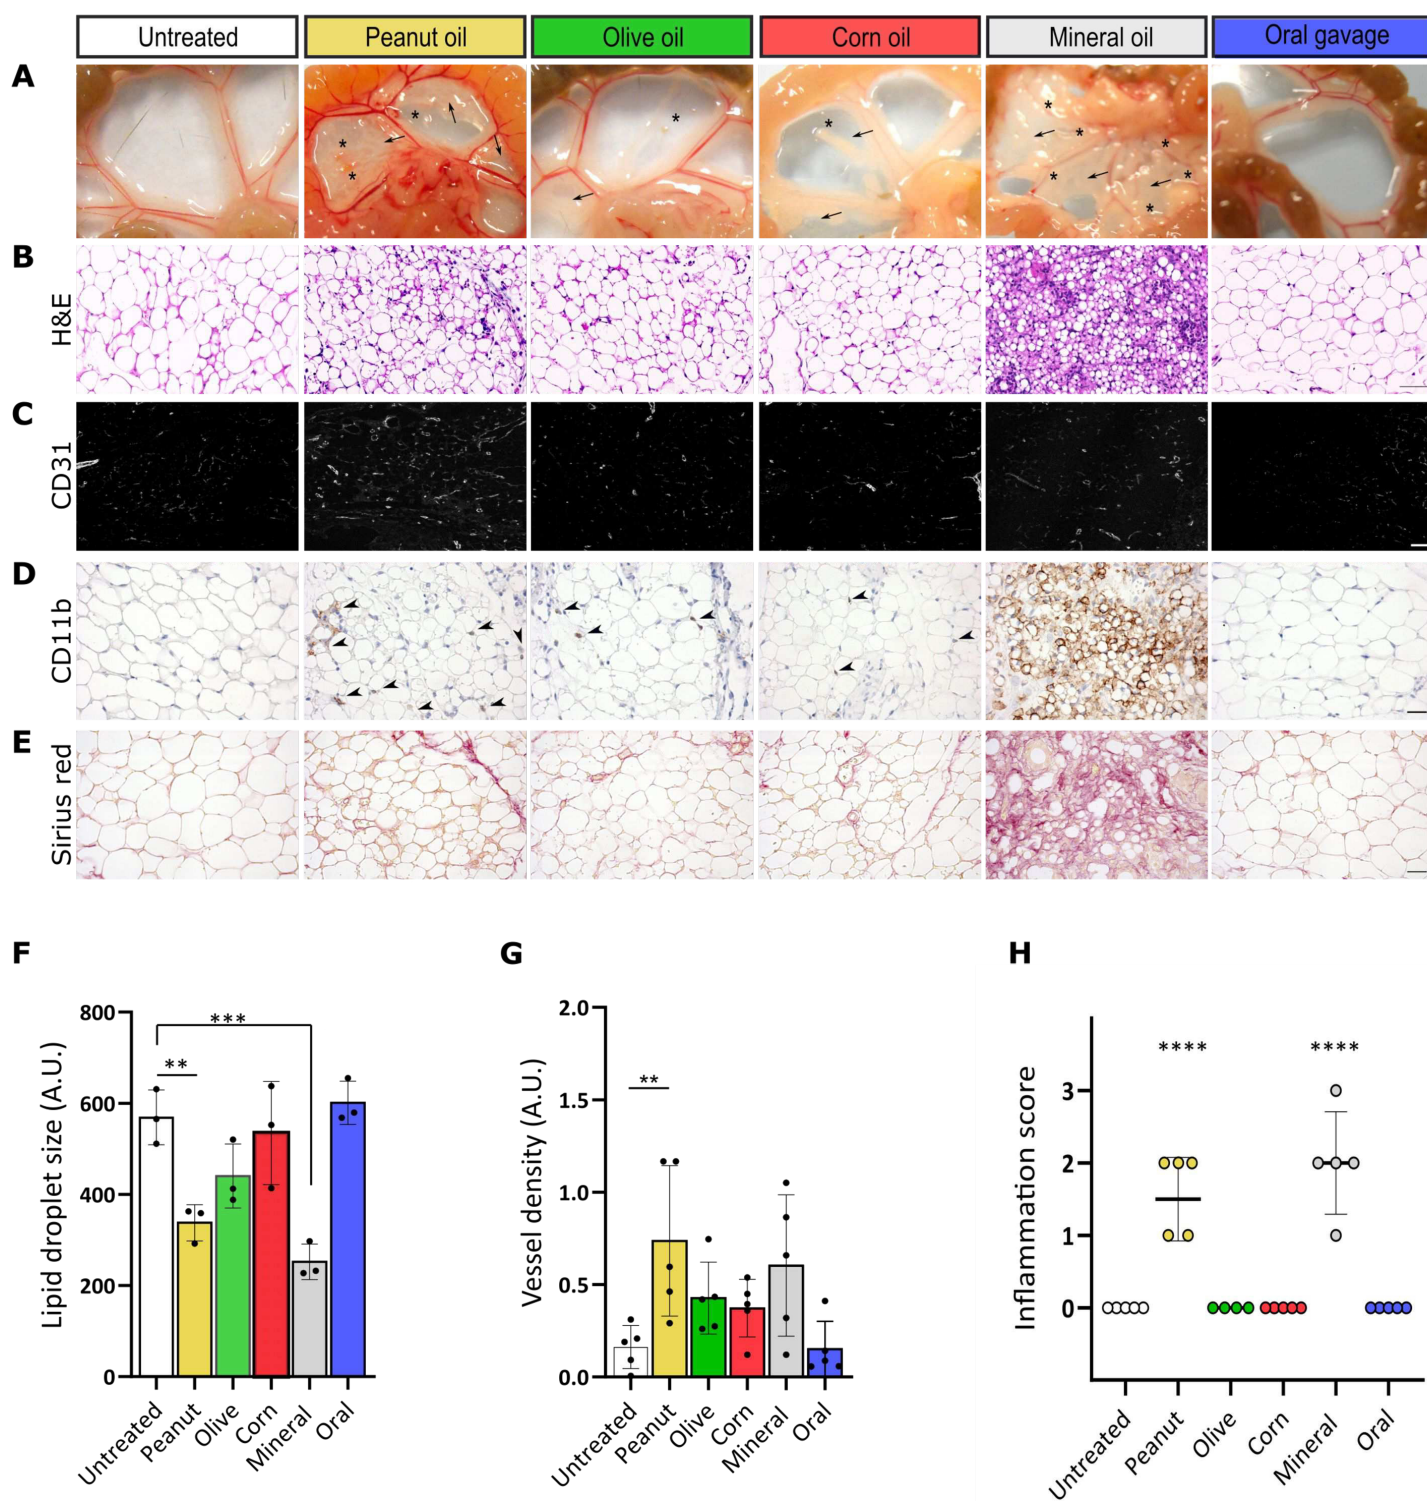 Untreated Peanut oil Olive oil Corn oil Mineral oil Oral gavage
A
* * * * * * * * * * *
B
H&E
C
CD31
D
CD11b
E
Sirius red
F
Lipid droplet size (A.U.)
800
600
400
200
0
***
**
Untreated Peanut Olive Corn Mineral Oral
G
Vessel density (A.U.)
2.0
1.5
1.0
0.5
0.0
**
Untreated Peanut Olive Corn Mineral Oral
H
Inflammation score
3
2
1
0
**** ****
Untreated Peanut Olive Corn Mineral Oral